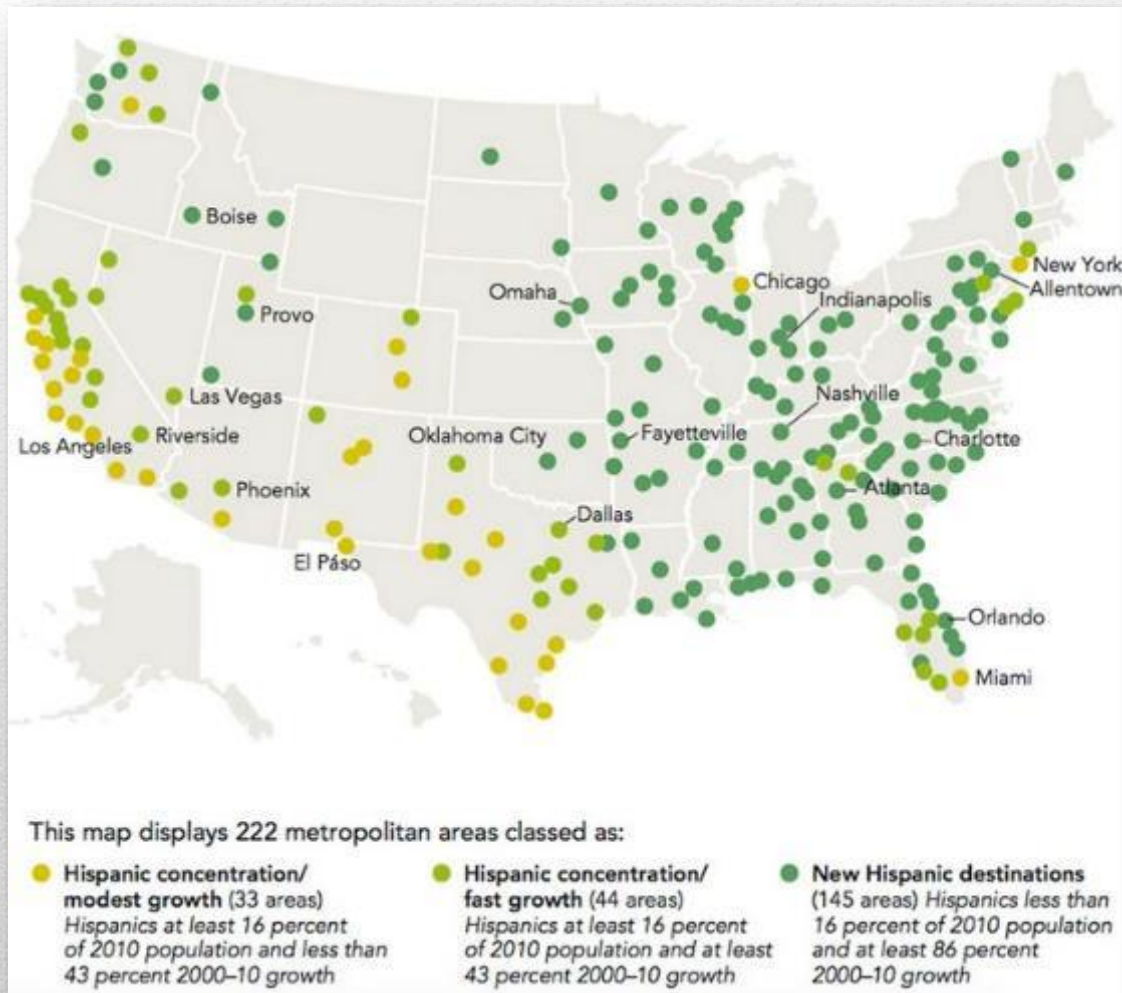 Boise
Provo
Omaha
Chicago
Indianapolis
New York
Allentown
Las Vegas
Nashville
Los Angeles
Riverside
Oklahoma City
Fayetteville
Charlotte
Phoenix
Atlanta
Dallas
El Páso
Orlando
Miami
This map displays 222 metropolitan areas classed as:
Hispanic concentration/
modest growth (33 areas)
Hispanics at least 16 percent
of 2010 population and less than
43 percent 2000–10 growth
Hispanic concentration/
fast growth (44 areas)
Hispanics at least 16 percent
of 2010 population and at least
43 percent 2000–10 growth
New Hispanic destinations
(145 areas) Hispanics less than
16 percent of 2010 population
and at least 86 percent
2000–10 growth